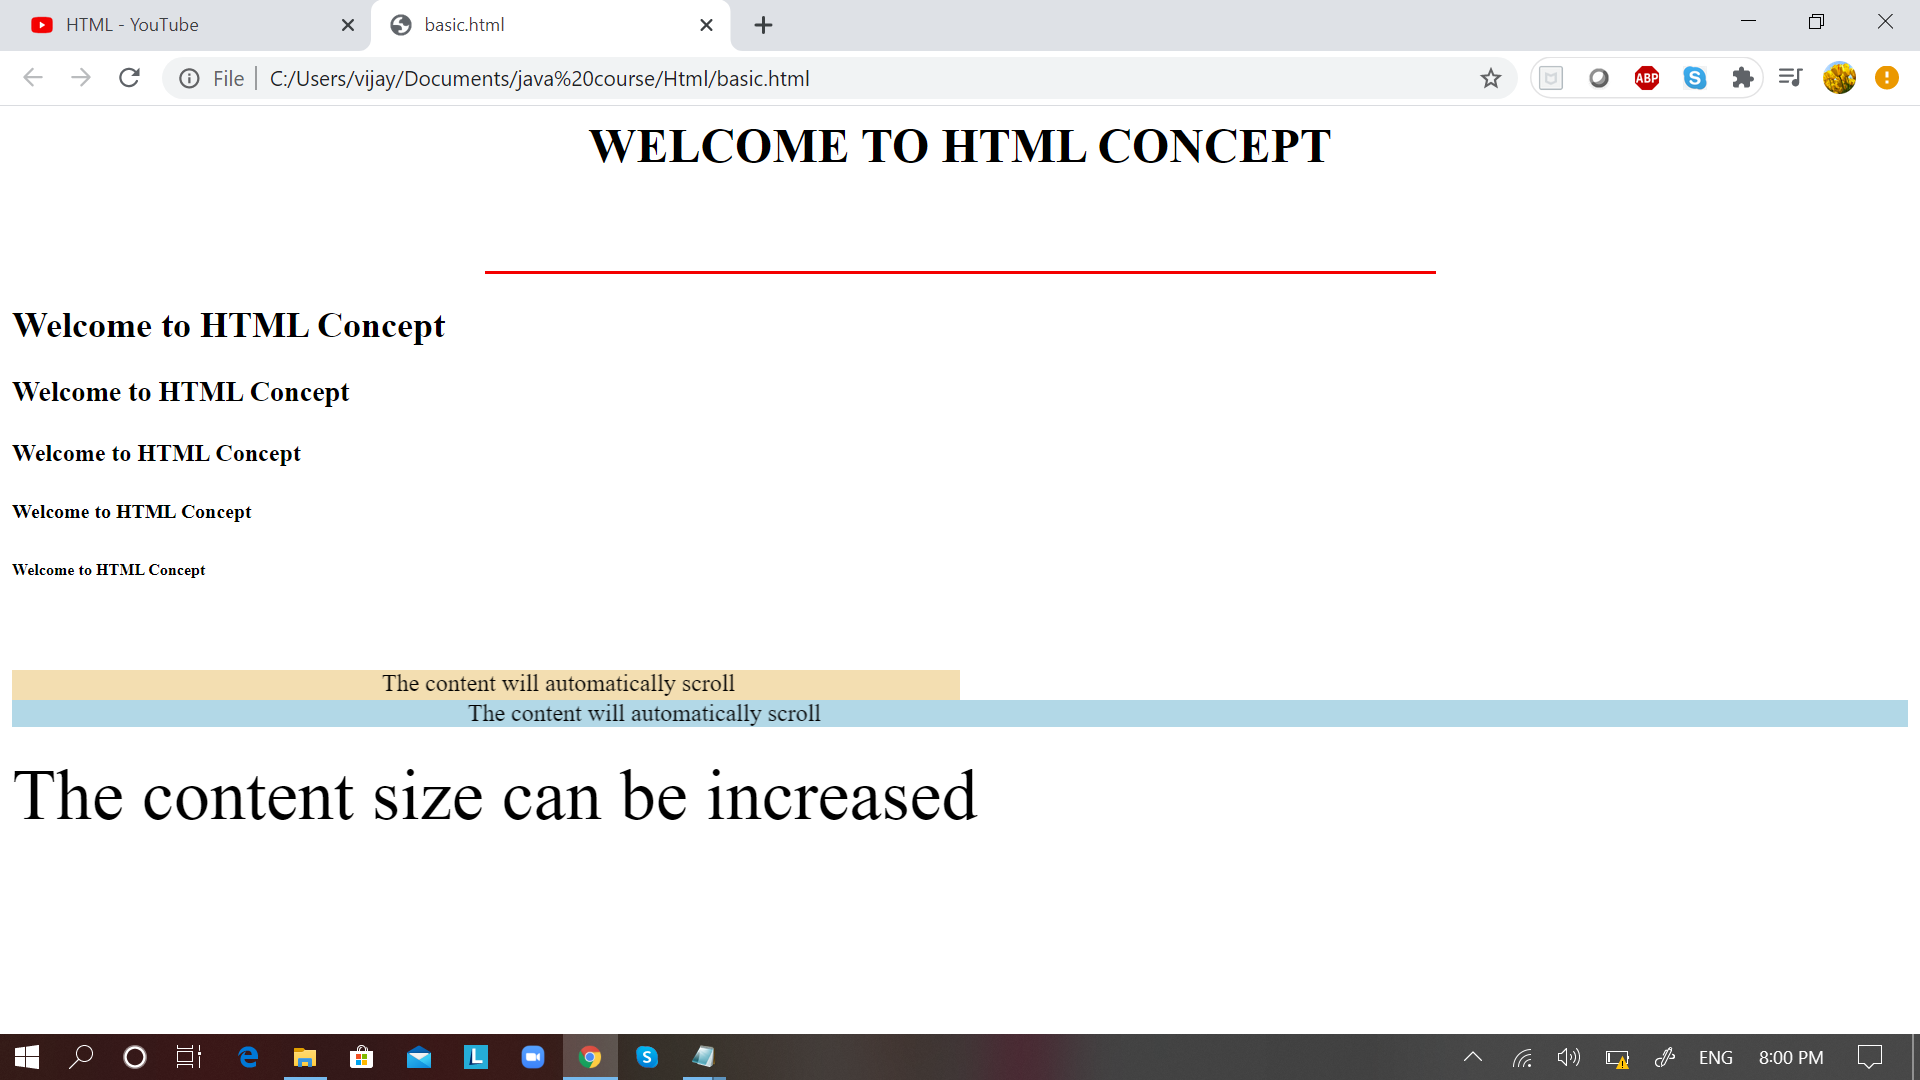 HTML - YouTube
basic.html
File | C:/Users/vijay/Documents/java%20course/Html/basic.html
ABP
S
WELCOME TO HTML CONCEPT
Welcome to HTML Concept
Welcome to HTML Concept
Welcome to HTML Concept
Welcome to HTML Concept
Welcome to HTML Concept
The content will automatically scroll
The content will automatically scroll
The content size can be increased
L
S
ENG
8:00 PM